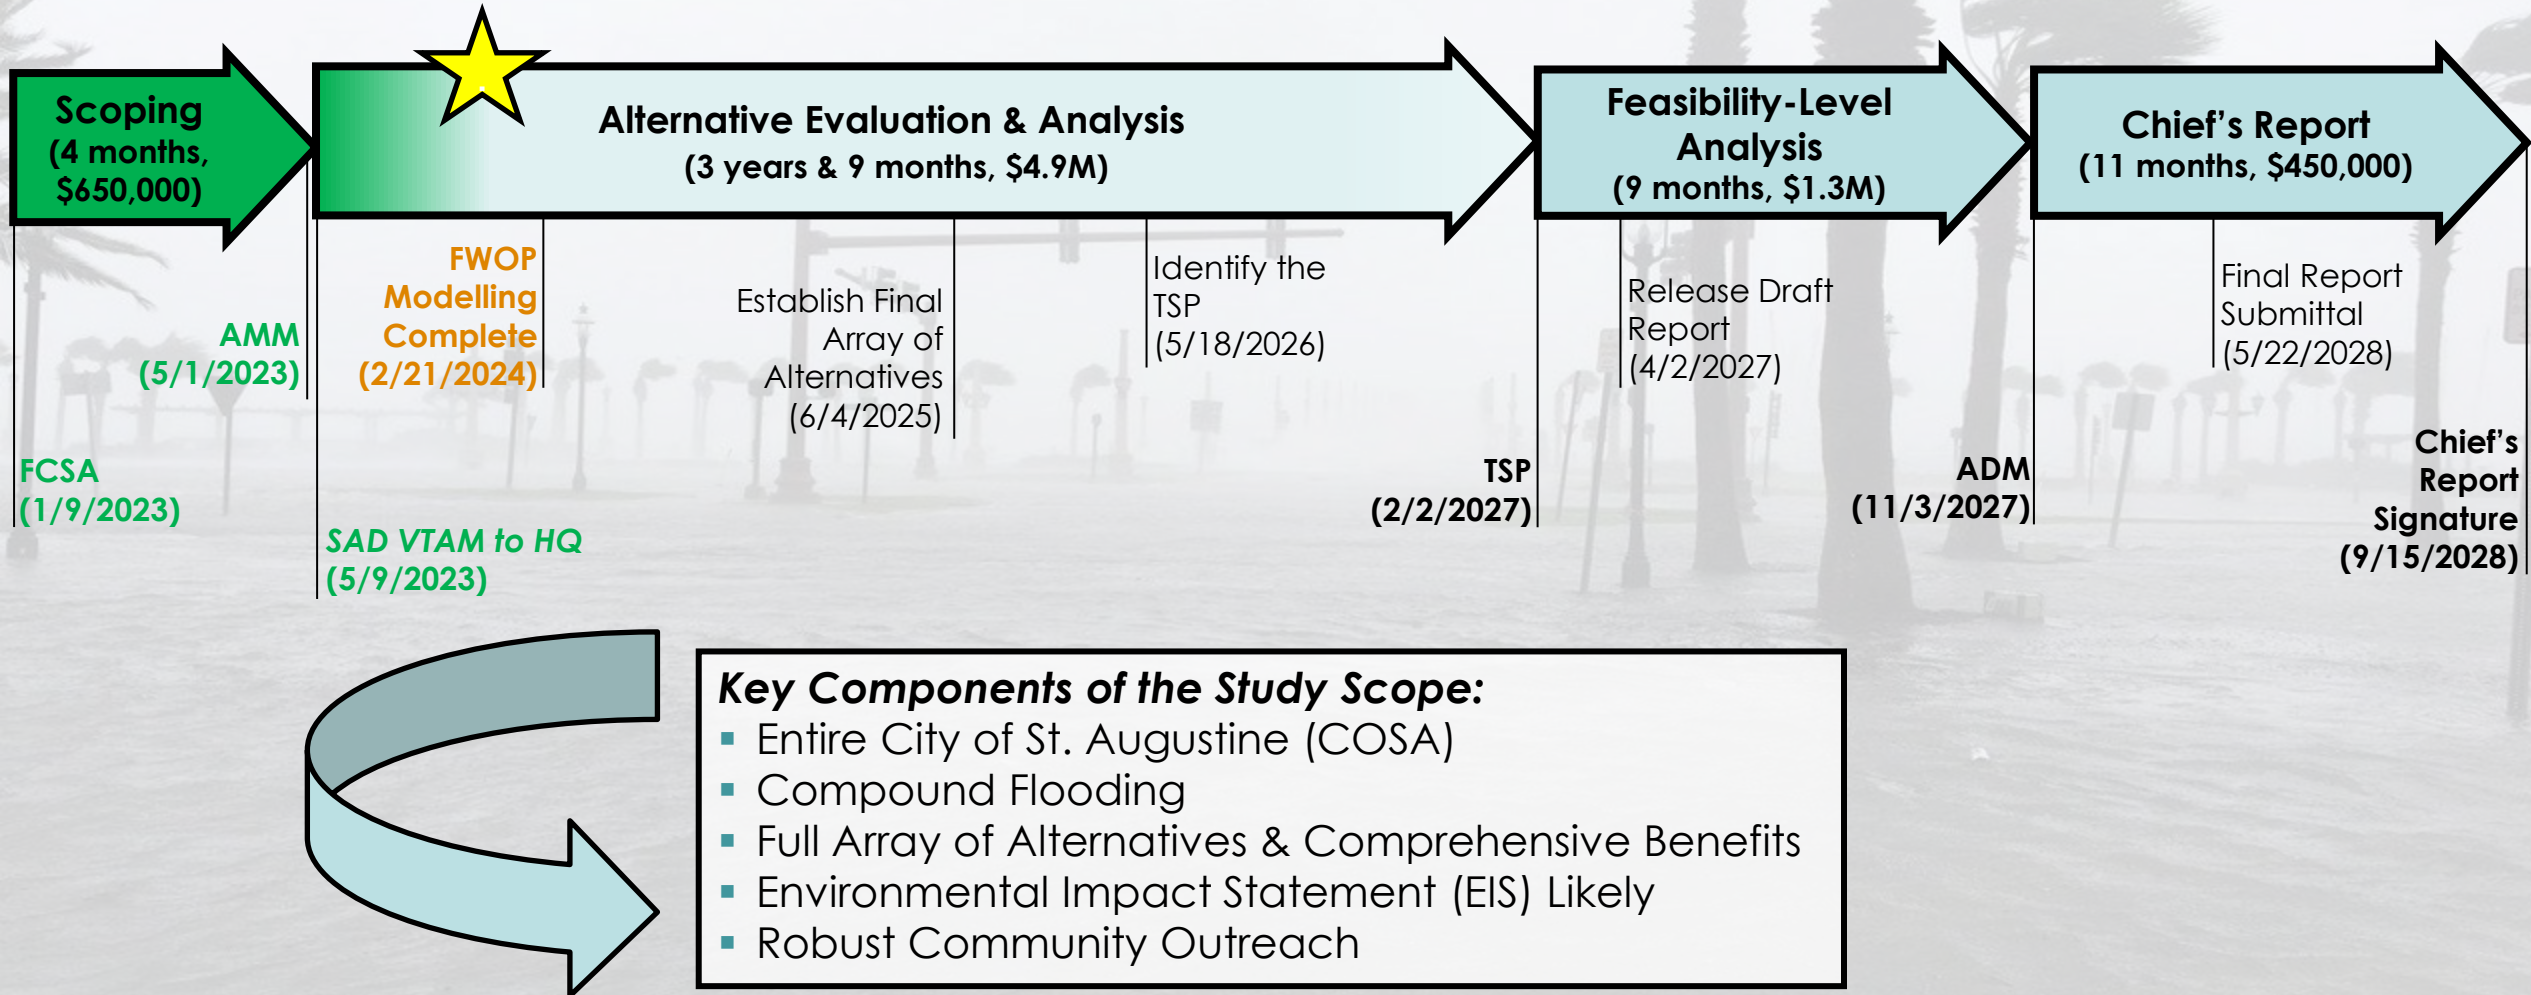 Scoping
(4 months,
$650,000)
Alternative Evaluation & Analysis
(3 years & 9 months, $4.9M)
Feasibility-Level
Analysis
(9 months, $1.3M)
Chief’s Report
(11 months, $450,000)
FCSA
(1/9/2023)
AMM
(5/1/2023)
SAD VTAM to HQ
(5/9/2023)
FWOP
Modelling
Complete
(2/21/2024)
Establish Final
Array of
Alternatives
(6/4/2025)
Identify the
TSP
(5/18/2026)
TSP
(2/2/2027)
Release Draft
Report
(4/2/2027)
ADM
(11/3/2027)
Final Report
Submittal
(5/22/2028)
Chief’s
Report
Signature
(9/15/2028)
Key Components of the Study Scope:
▪ Entire City of St. Augustine (COSA)
▪ Compound Flooding
▪ Full Array of Alternatives & Comprehensive Benefits
▪ Environmental Impact Statement (EIS) Likely
▪ Robust Community Outreach